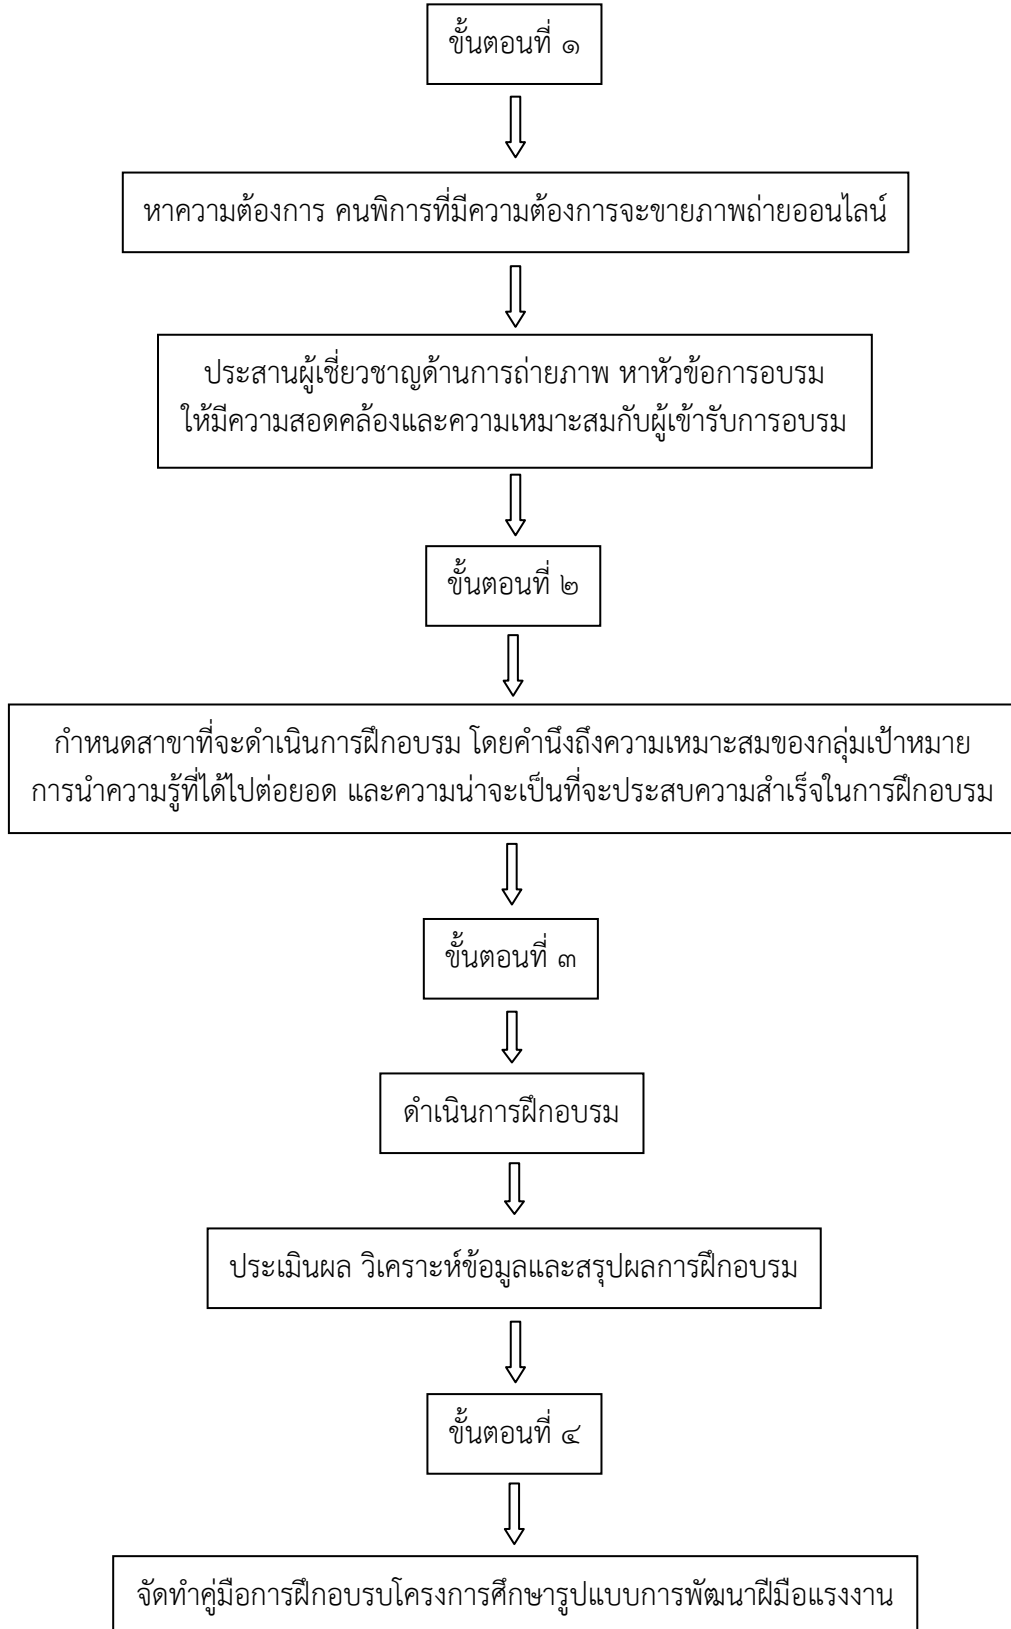 ขั้นตอนที่ ๑
หาความต้องการ คนพิการที่มีความต้องการจะขายภาพถ่ายออนไลน์
ประสานผู้เชี่ยวชาญด้านการถ่ายภาพ หาหัวข้อการอบรม
ให้มีความสอดคล้องและความเหมาะสมกับผู้เข้ารับการอบรม
ขั้นตอนที่ ๒
กำหนดสาขาที่จะดำเนินการฝึกอบรม โดยคำนึงถึงความเหมาะสมของกลุ่มเป้าหมาย
การนำความรู้ที่ได้ไปต่อยอด และความน่าจะเป็นที่จะประสบความสำเร็จในการฝึกอบรม
ขั้นตอนที่ ๓
ดำเนินการฝึกอบรม
ประเมินผล วิเคราะห์ข้อมูลและสรุปผลการฝึกอบรม
ขั้นตอนที่ ๔
จัดทำคู่มือการฝึกอบรบโครงการศึกษารูปแบบการพัฒนาฝีมือแรงงาน